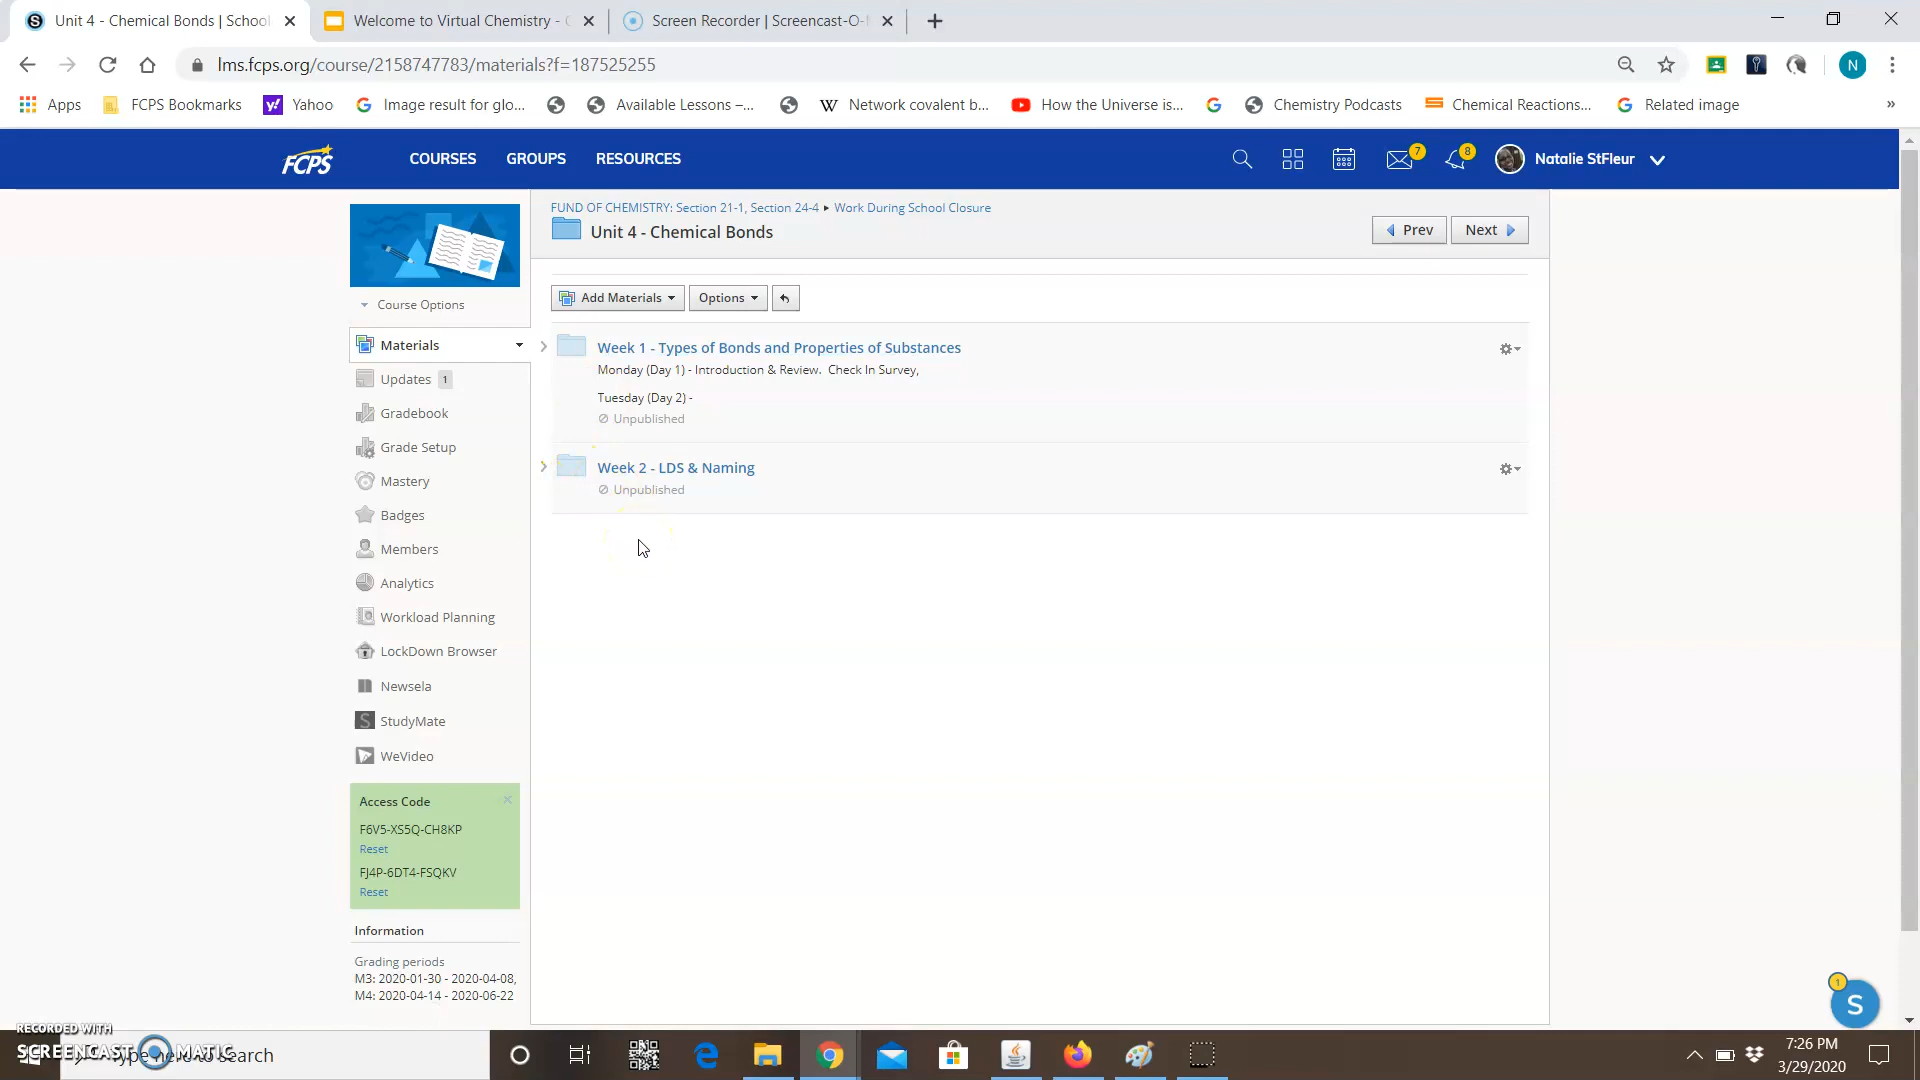 Unit 4 - Chemical Bonds | School
Welcome to Virtual Chemistry -
Screen Recorder | Screencast-O-
lms.fcps.org/course/2158747783/materials?f=187525255
N
Apps
FCPS Bookmarks
Yahoo
Image result for glo...
Available Lessons –...
Network covalent b...
How the Universe is...
Chemistry Podcasts
Chemical Reactions...
Related image
»
FCPS
COURSES
GROUPS
RESOURCES
7
8
Natalie StFleur
FUND OF CHEMISTRY: Section 21-1, Section 24-4 ▸ Work During School Closure
Unit 4 - Chemical Bonds
Prev
Next
Course Options
Add Materials
Options
Materials
Updates 1
Gradebook
Grade Setup
Mastery
Badges
Members
Analytics
Workload Planning
LockDown Browser
Newsela
StudyMate
WeVideo
Week 1 - Types of Bonds and Properties of Substances
Monday (Day 1) - Introduction & Review.  Check In Survey,
Tuesday (Day 2) -
Unpublished
Week 2 - LDS & Naming
Unpublished
Access Code
F6V5-XS5Q-CH8KP
Reset
FJ4P-6DT4-FSQKV
Reset
Information
Grading periods
M3: 2020-01-30 - 2020-04-08,
M4: 2020-04-14 - 2020-06-22
1
S
RECORDED WITH
SCREENCAST MATIC
Type here to search
7:26 PM
3/29/2020